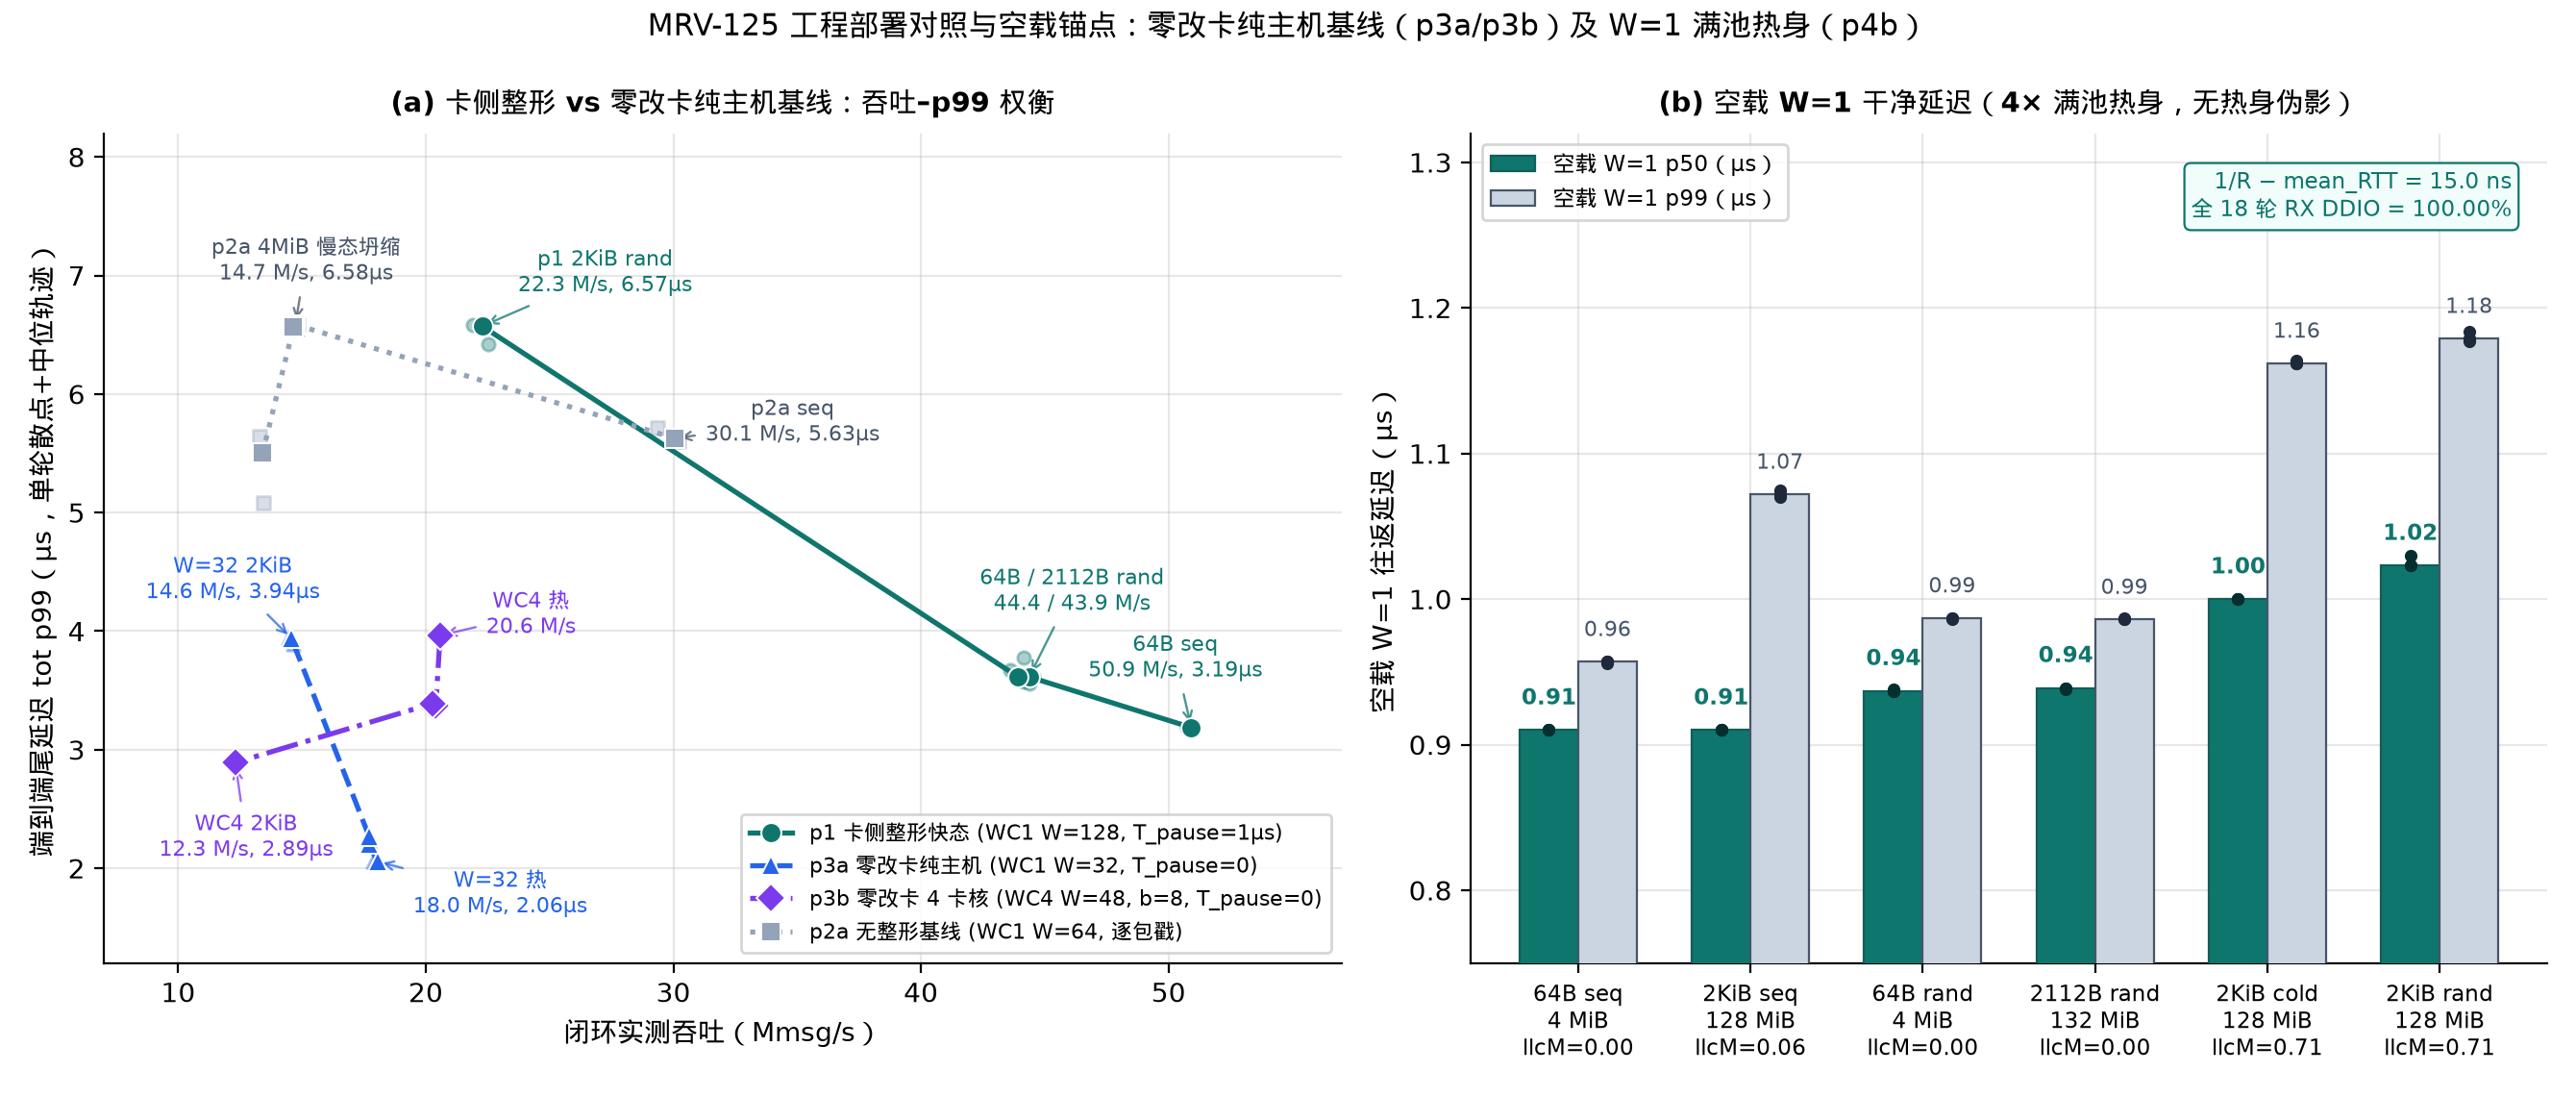 MRV-125 工程部署对照与空载锚点：零改卡纯主机基线（p3a/p3b）及 W=1 满池热身（p4b）
(a) 卡侧整形 vs 零改卡纯主机基线：吞吐–p99 权衡
端到端尾延迟 tot p99（µs，单轮散点+中位轨迹）
8
7
6
5
4
3
2
p2a 4MiB 慢态坍缩
14.7 M/s, 6.58µs
p1 2KiB rand
22.3 M/s, 6.57µs
p2a seq
30.1 M/s, 5.63µs
W=32 2KiB
14.6 M/s, 3.94µs
WC4 热
20.6 M/s
64B / 2112B rand
44.4 / 43.9 M/s
64B seq
50.9 M/s, 3.19µs
WC4 2KiB
12.3 M/s, 2.89µs
W=32 热
18.0 M/s, 2.06µs
p1 卡侧整形快态 (WC1 W=128, T_pause=1µs)
p3a 零改卡纯主机 (WC1 W=32, T_pause=0)
p3b 零改卡 4 卡核 (WC4 W=48, b=8, T_pause=0)
p2a 无整形基线 (WC1 W=64, 逐包戳)
10
20
30
40
50
闭环实测吞吐（Mmsg/s）
(b) 空载 W=1 干净延迟（4× 满池热身，无热身伪影）
空载 W=1 往返延迟（µs）
1.3
1.2
1.1
1.0
0.9
0.8
空载 W=1 p50（µs）
空载 W=1 p99（µs）
1/R − mean_RTT = 15.0 ns
全 18 轮 RX DDIO = 100.00%
0.91
0.96
0.91
1.07
0.94
0.99
0.94
0.99
1.00
1.16
1.02
1.18
64B seq
4 MiB
llcM=0.00
2KiB seq
128 MiB
llcM=0.06
64B rand
4 MiB
llcM=0.00
2112B rand
132 MiB
llcM=0.00
2KiB cold
128 MiB
llcM=0.71
2KiB rand
128 MiB
llcM=0.71